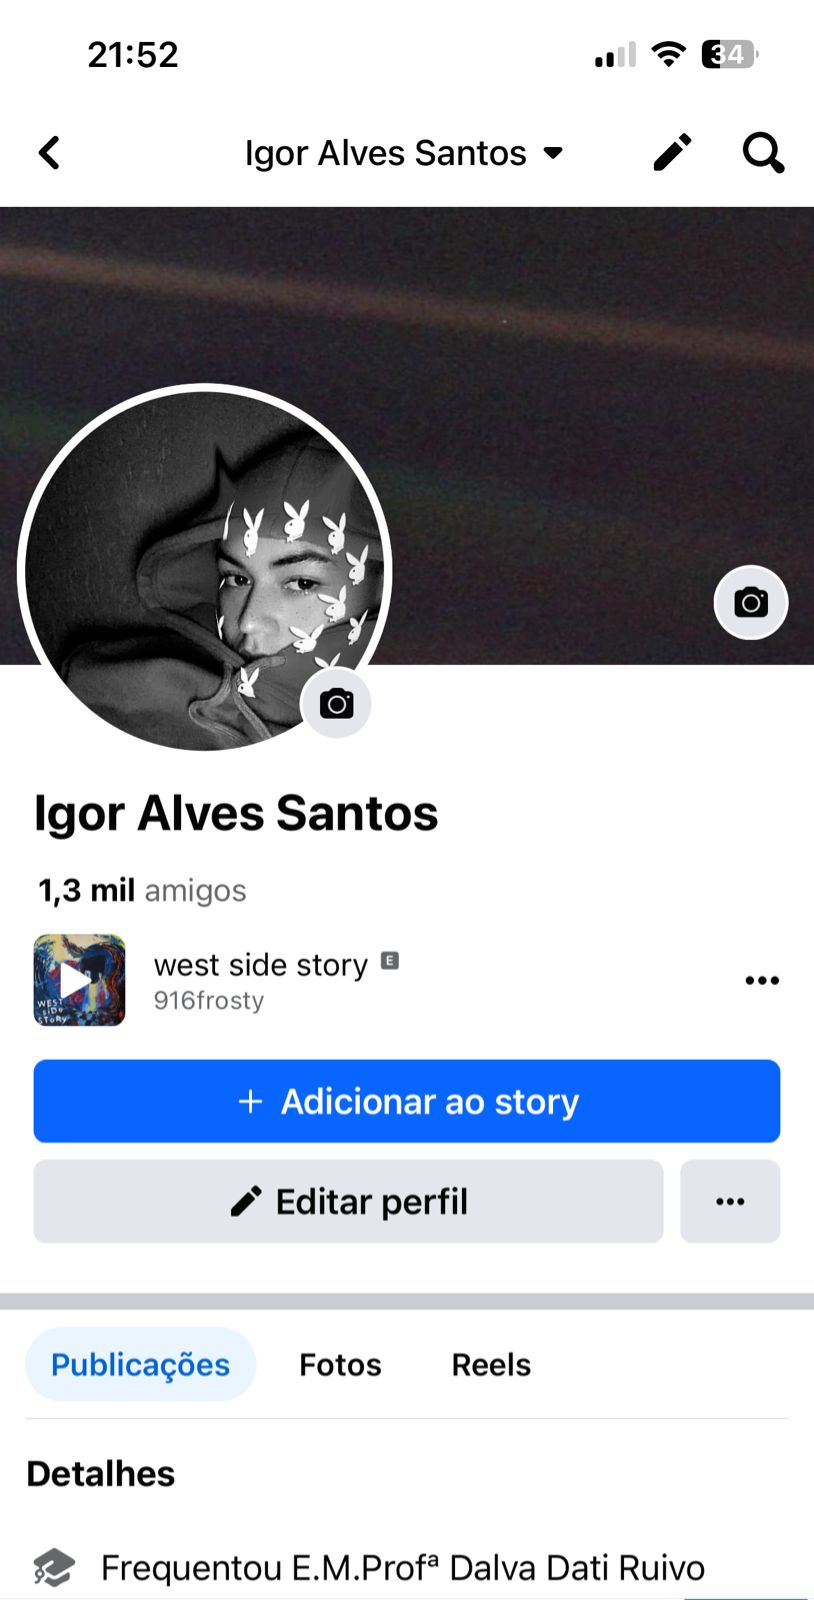 21:52
34
Igor Alves Santos
Igor Alves Santos
1,3 mil amigos
WEST
SIDE
STORY
west side story E
916frosty
+ Adicionar ao story
Editar perfil
Publicações Fotos Reels
Detalhes
Frequentou E.M.Profª Dalva Dati Ruivo